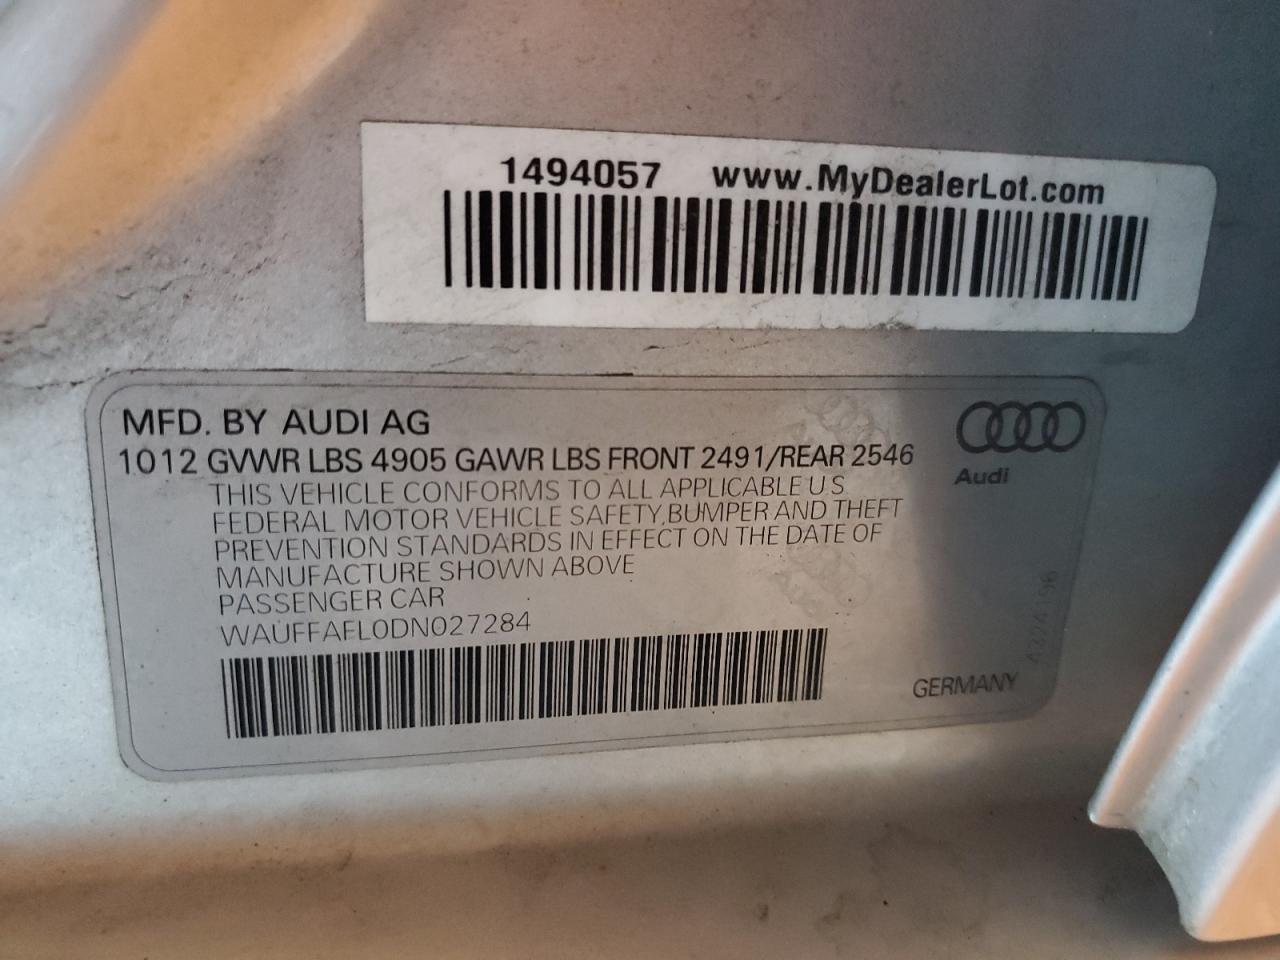 1494057 www.MyDealerLot.com
MFD. BY AUDI AG
1012 GVWR LBS 4905 GAWR LBS FRONT 2491/REAR 2546
Audi
THIS VEHICLE CONFORMS TO ALL APPLICABLE U.S
FEDERAL MOTOR VEHICLE SAFETY, BUMPER AND THEFT
PREVENTION STANDARDS IN EFFECT ON THE DATE OF
MANUFACTURE SHOWN ABOVE
PASSENGER CAR
WAUFFAFL0DN027284
GERMANY